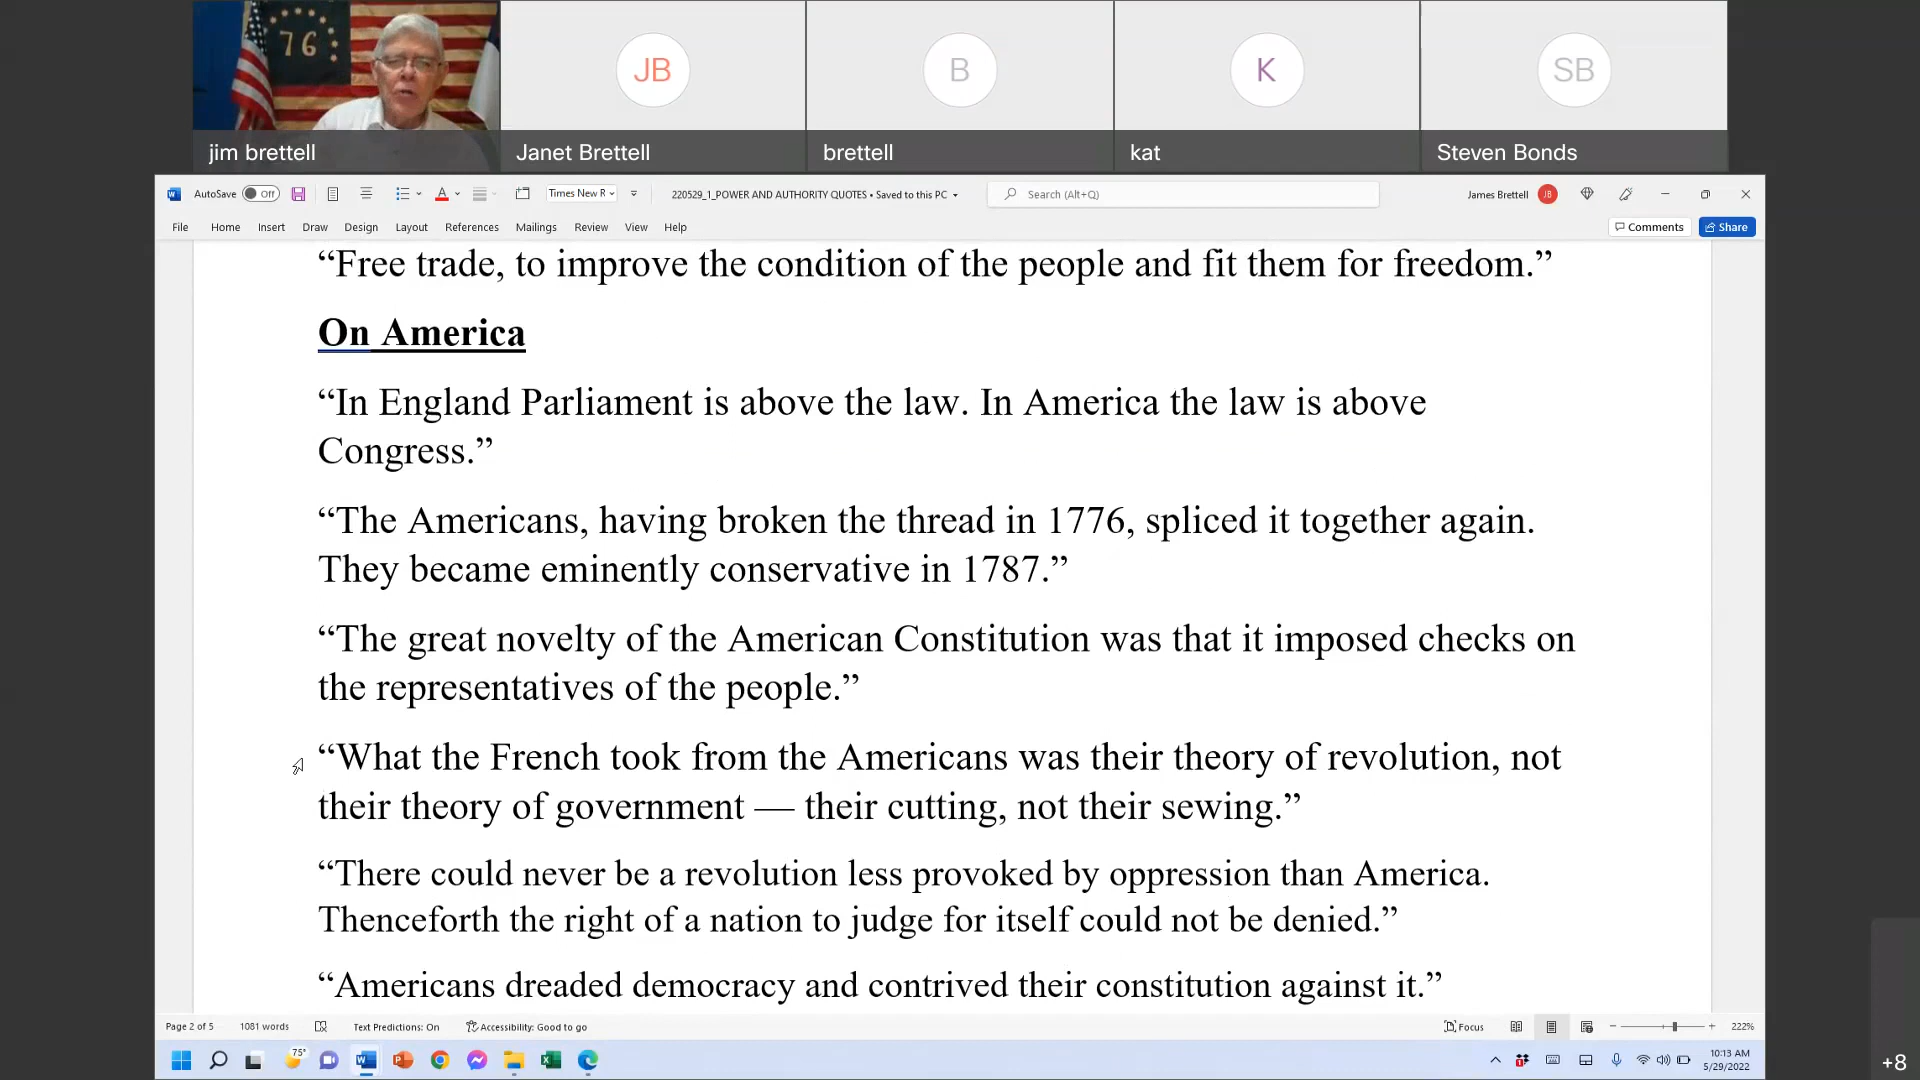 76
JB
B
K
SB
jim brettell
Janet Brettell
brettell
kat
Steven Bonds
AutoSave Off
Times New R
220529_1_POWER AND AUTHORITY QUOTES • Saved to this PC
Search (Alt+Q)
James Brettell JB
File Home Insert Draw Design Layout References Mailings Review View Help
Comments Share
“Free trade, to improve the condition of the people and fit them for freedom.”
On America
“In England Parliament is above the law. In America the law is above
Congress.”
“The Americans, having broken the thread in 1776, spliced it together again.
They became eminently conservative in 1787.”
“The great novelty of the American Constitution was that it imposed checks on
the representatives of the people.”
“What the French took from the Americans was their theory of revolution, not
their theory of government — their cutting, not their sewing.”
“There could never be a revolution less provoked by oppression than America.
Thenceforth the right of a nation to judge for itself could not be denied.”
“Americans dreaded democracy and contrived their constitution against it.”
Page 2 of 5 1081 words Text Predictions: On Accessibility: Good to go Focus 222%
75°
10:13 AM
5/29/2022
+8